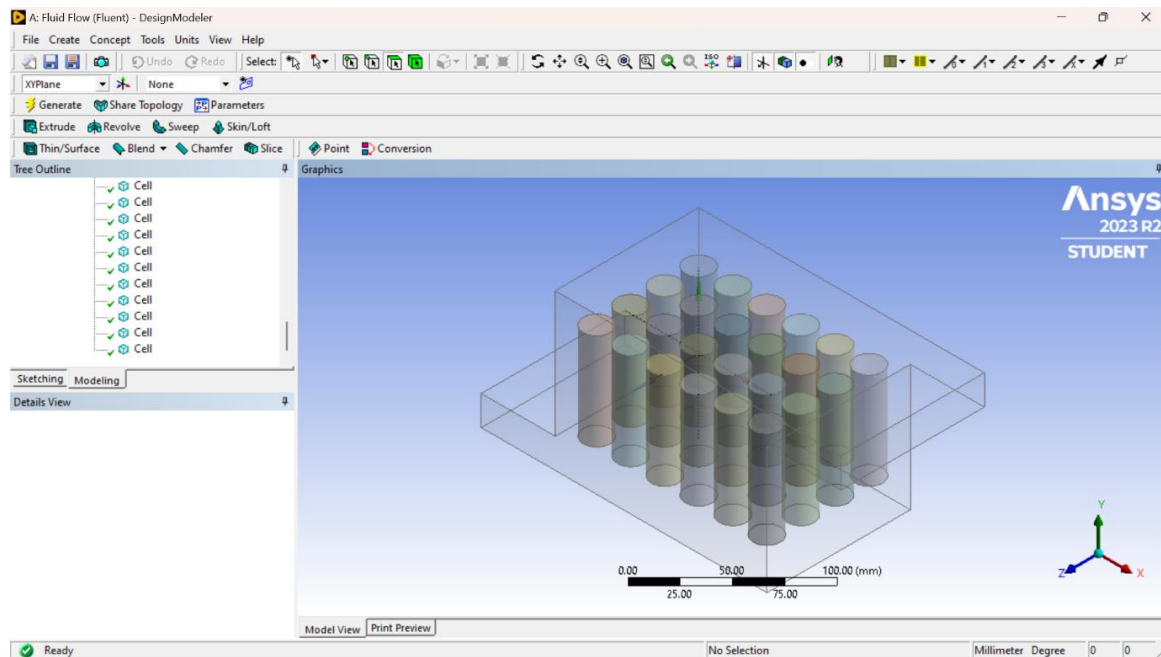 A: Fluid Flow (Fluent) - DesignModeler
File Create Concept Tools Units View Help
Undo Redo Select:
ISO
XYPlane None
Generate Share Topology Parameters
Extrude Revolve Sweep Skin/Loft
Thin/Surface Blend Chamfer Slice Point Conversion
Tree Outline
Graphics
Cell
Cell
Cell
Cell
Cell
Cell
Cell
Cell
Cell
Cell
Cell
Sketching Modeling
Details View
Ansys
2023 R2
STUDENT
0.00 50.00 100.00 (mm)
25.00 75.00
Y
Z X
Model View Print Preview
Ready No Selection Millimeter Degree 0 0